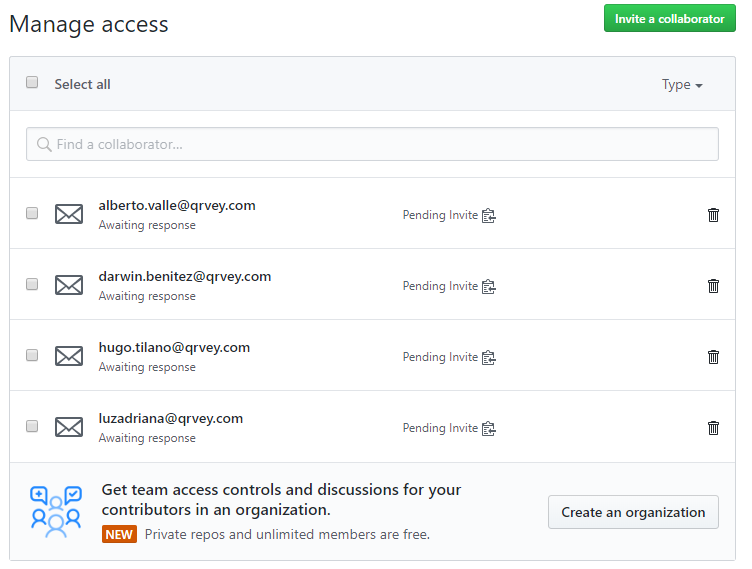 Manage access
Invite a collaborator
Select all
Type
Find a collaborator...
alberto.valle@qrvey.com
Awaiting response
Pending Invite
darwin.benitez@qrvey.com
Awaiting response
Pending Invite
hugo.tilano@qrvey.com
Awaiting response
Pending Invite
luzadriana@qrvey.com
Awaiting response
Pending Invite
Get team access controls and discussions for your
contributors in an organization.
NEW Private repos and unlimited members are free.
Create an organization